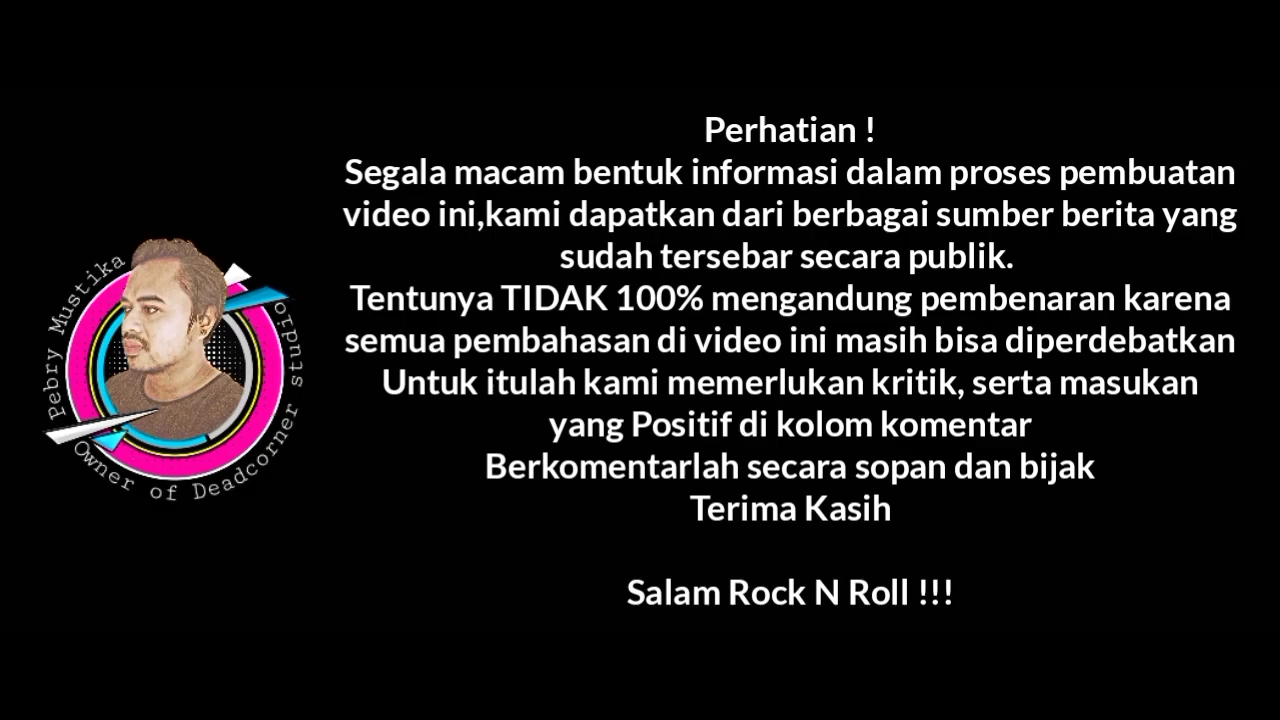 Pebry Mustika
Owner of Deadcorner stupio
Perhatian !
Segala macam bentuk informasi dalam proses pembuatan
video ini,kami dapatkan dari berbagai sumber berita yang
sudah tersebar secara publik.
Tentunya TIDAK 100% mengandung pembenaran karena
semua pembahasan di video ini masih bisa diperdebatkan
Untuk itulah kami memerlukan kritik, serta masukan
yang Positif di kolom komentar
Berkomentarlah secara sopan dan bijak
Terima Kasih
Salam Rock N Roll !!!